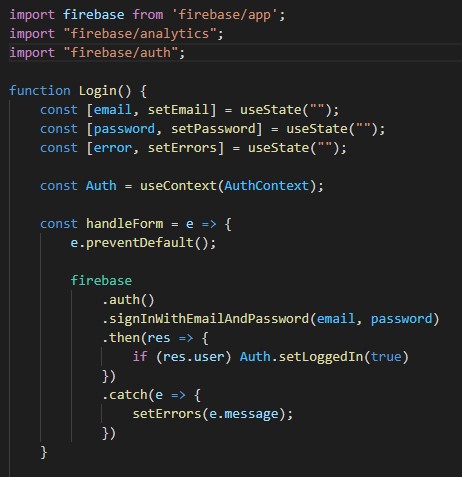 import firebase from 'firebase/app';
import "firebase/analytics";
import "firebase/auth";

function Login() {
    const [email, setEmail] = useState("");
    const [password, setPassword] = useState("");
    const [error, setErrors] = useState("");

    const Auth = useContext(AuthContext);

    const handleForm = e => {
        e.preventDefault();

        firebase
            .auth()
            .signInWithEmailAndPassword(email, password)
            .then(res => {
                if (res.user) Auth.setLoggedIn(true)
            })
            .catch(e => {
                setErrors(e.message);
            })
    }